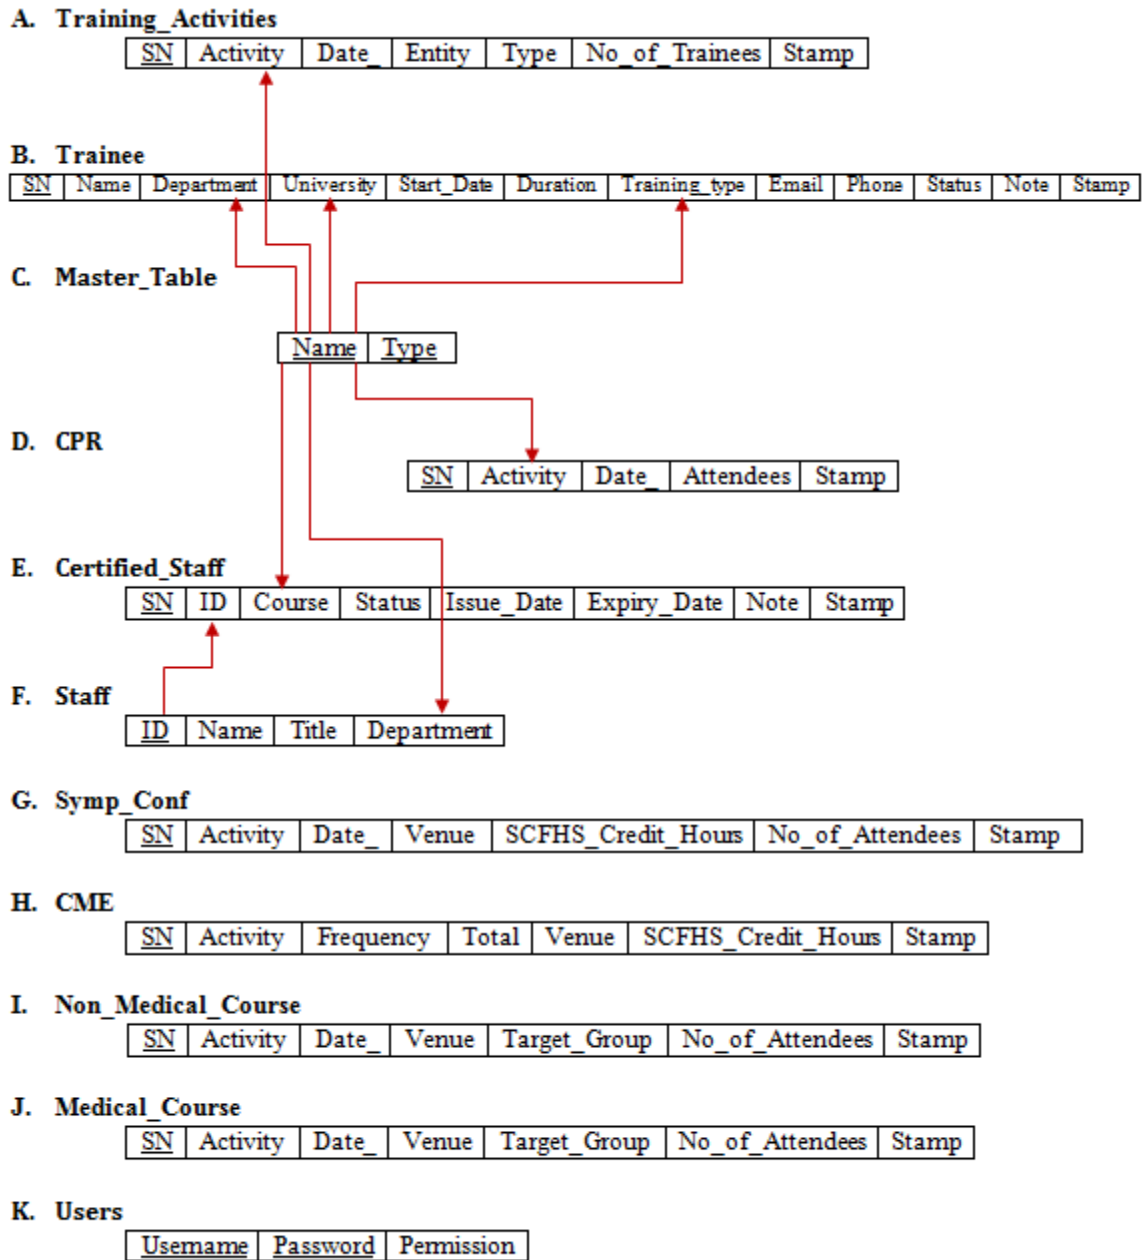 A. Training_Activities
SN Activity Date_ Entity Type No_of_Trainees Stamp
B. Trainee
SN Name Department University Start_Date Duration Training_type Email Phone Status Note Stamp
C. Master_Table
Name Type
D. CPR
SN Activity Date_ Attendees Stamp
E. Certified_Staff
SN ID Course Status Issue_Date Expiry_Date Note Stamp
F. Staff
ID Name Title Department
G. Symp_Conf
SN Activity Date_ Venue SCFHS_Credit_Hours No_of_Attendees Stamp
H. CME
SN Activity Frequency Total Venue SCFHS_Credit_Hours Stamp
I. Non_Medical_Course
SN Activity Date_ Venue Target_Group No_of_Attendees Stamp
J. Medical_Course
SN Activity Date_ Venue Target_Group No_of_Attendees Stamp
K. Users
Username Password Permission